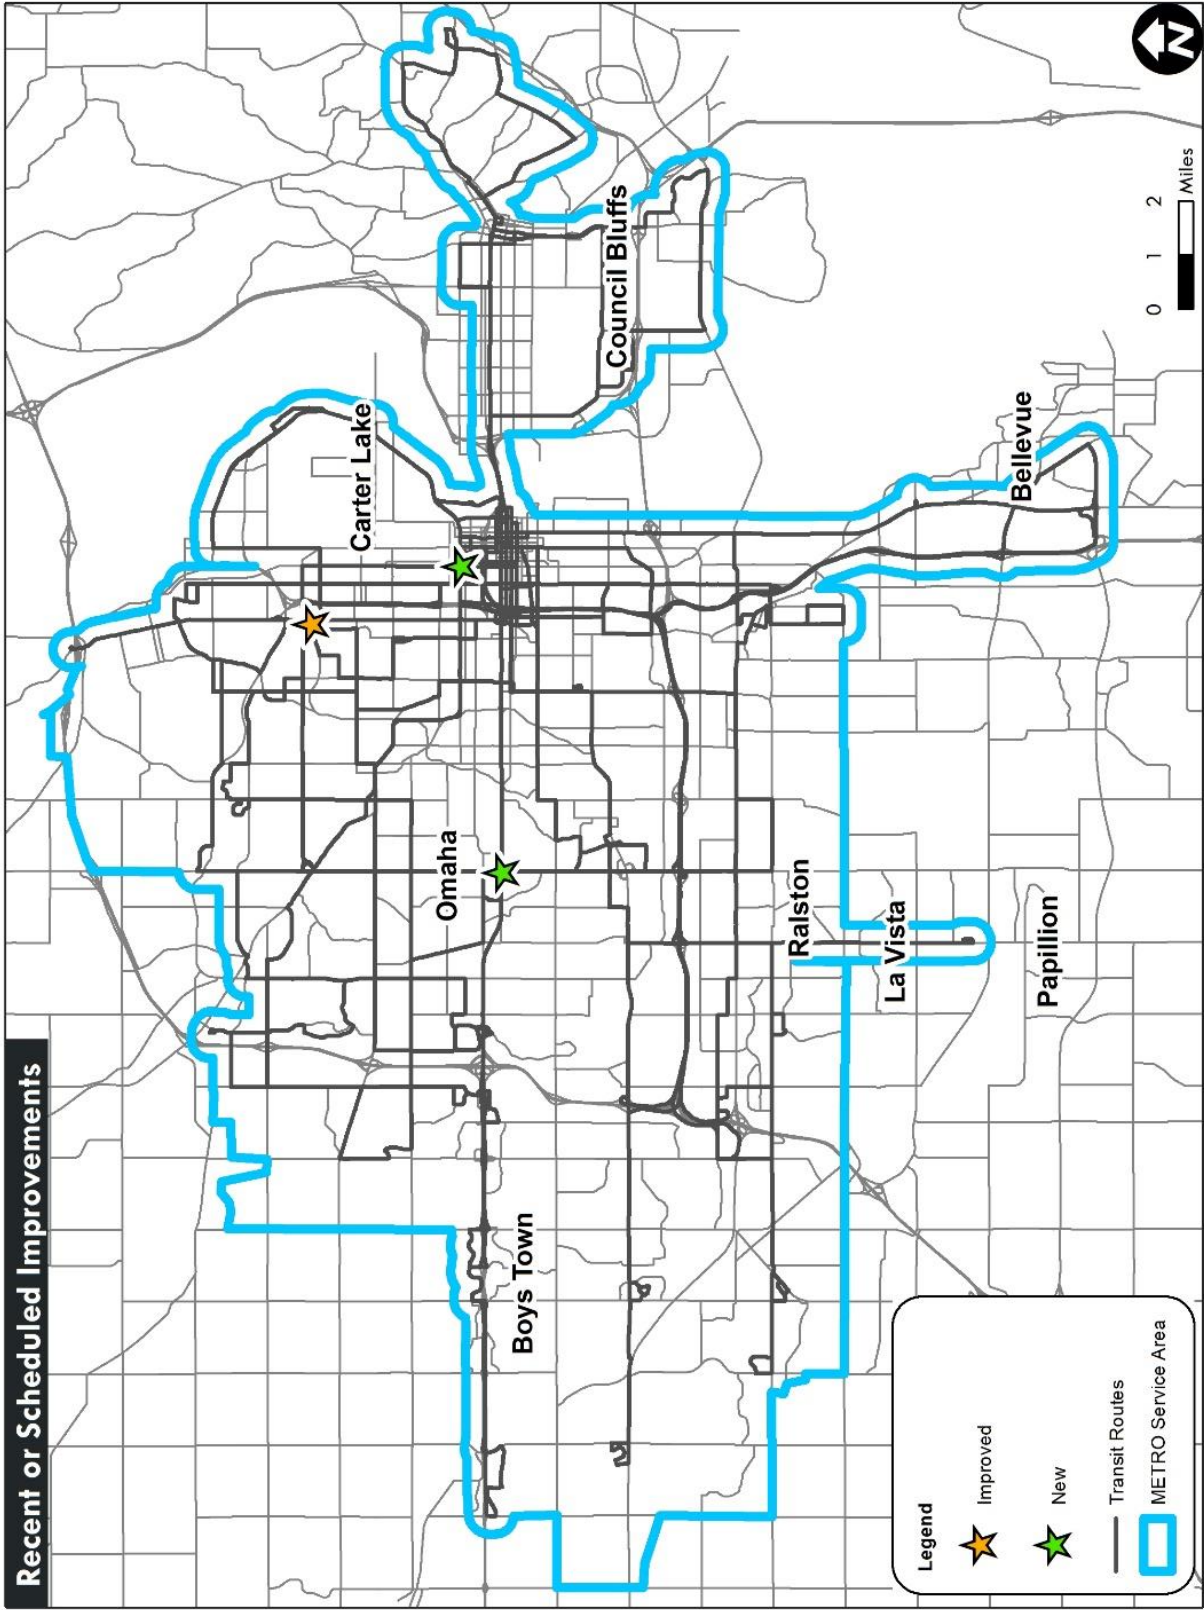 Recent or Scheduled Improvements
Carter Lake
Council Bluffs
Omaha
Boys Town
Bellevue
Ralston
La Vista
Papillion
Legend
Improved
New
Transit Routes
METRO Service Area
0 1 2
Miles
N